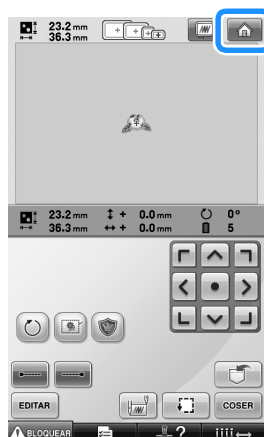 23.2 mm
36.3 mm
23.2 mm + 0.0 mm 0°
36.3 mm + 0.0 mm 5
EDITAR
COSER
BLOQUEAR
?